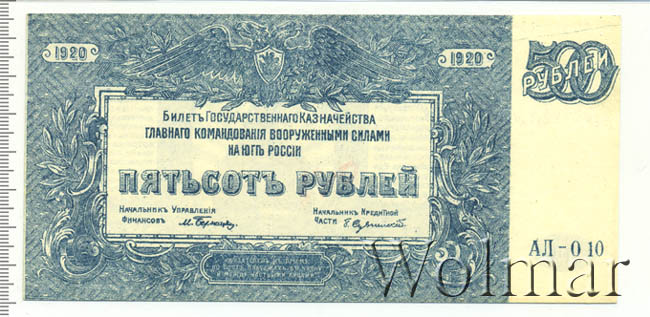 1920
1920
500
РУБЛЕЙ
БИЛЕТЪ ГОСУДАРСТВЕННАГО КАЗНАЧЕЙСТВА
ГЛАВНАГО КОМАНДОВАНІЯ ВООРУЖЕННЫМИ СИЛАМИ
НА ЮГѢ РОССІИ
ПЯТЬСОТЪ РУБЛЕЙ
НАЧАЛЬНИКЪ УПРАВЛЕНІЯ
ФИНАНСОВЪ
НАЧАЛЬНИКЪ КРЕДИТНОЙ
ЧАСТИ
АЛ-010
Wolmar